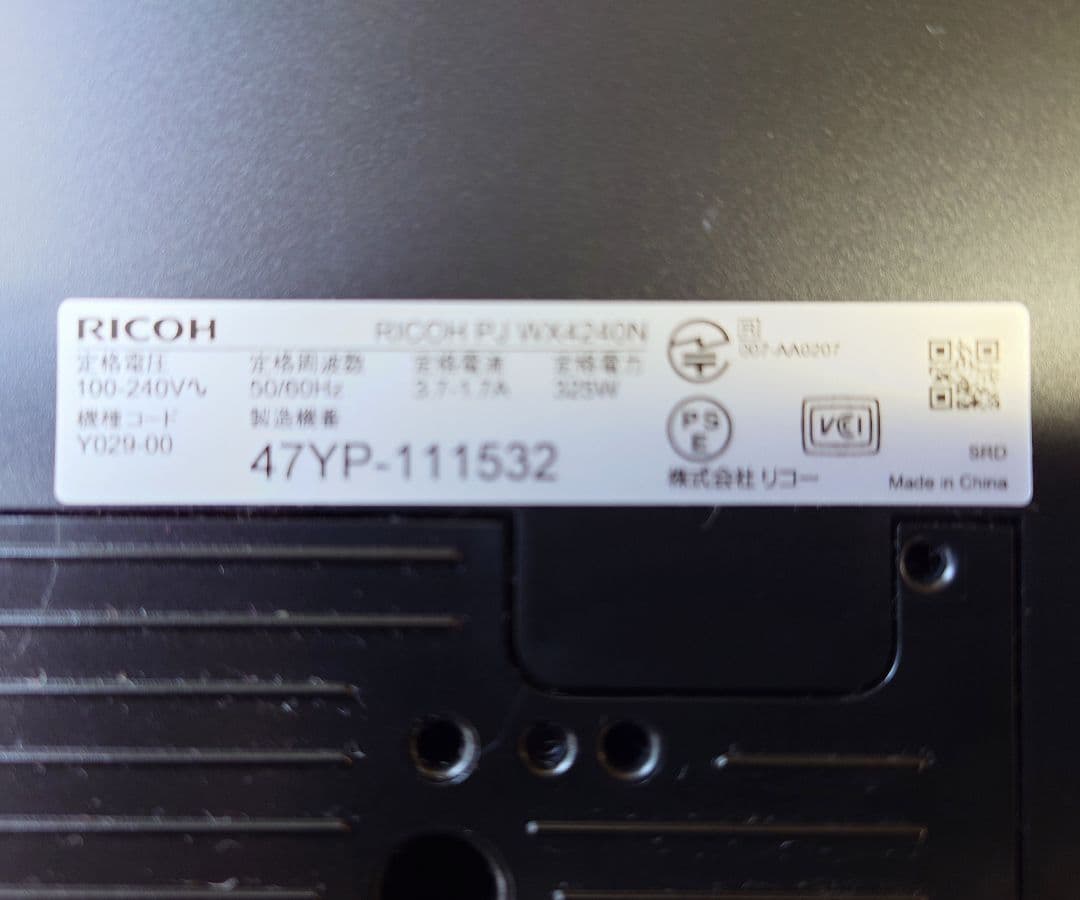 RICOH
RICOH PJ WX4240N
定格電圧 定格周波数 定格電流 定格電力
100-240V∿ 50/60Hz 3.7-1.7A 325W
機種コード 製造機番
Y029-00
47YP-111532
007-AA0207
PSE
株式会社 リコー
VCI
SRD
Made in China